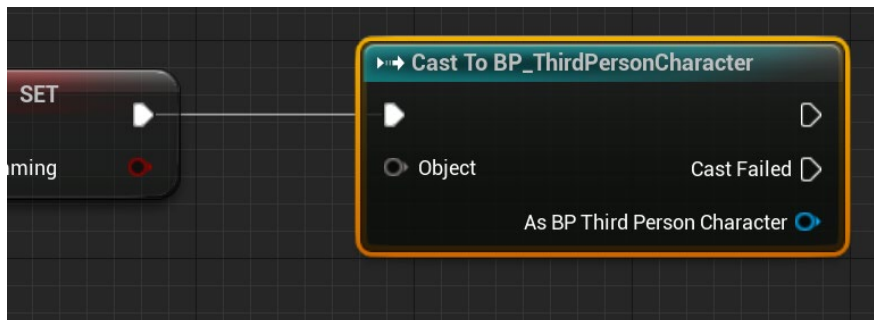 SET
Cast To BP_ThirdPersonCharacter
Object
Cast Failed
As BP Third Person Character